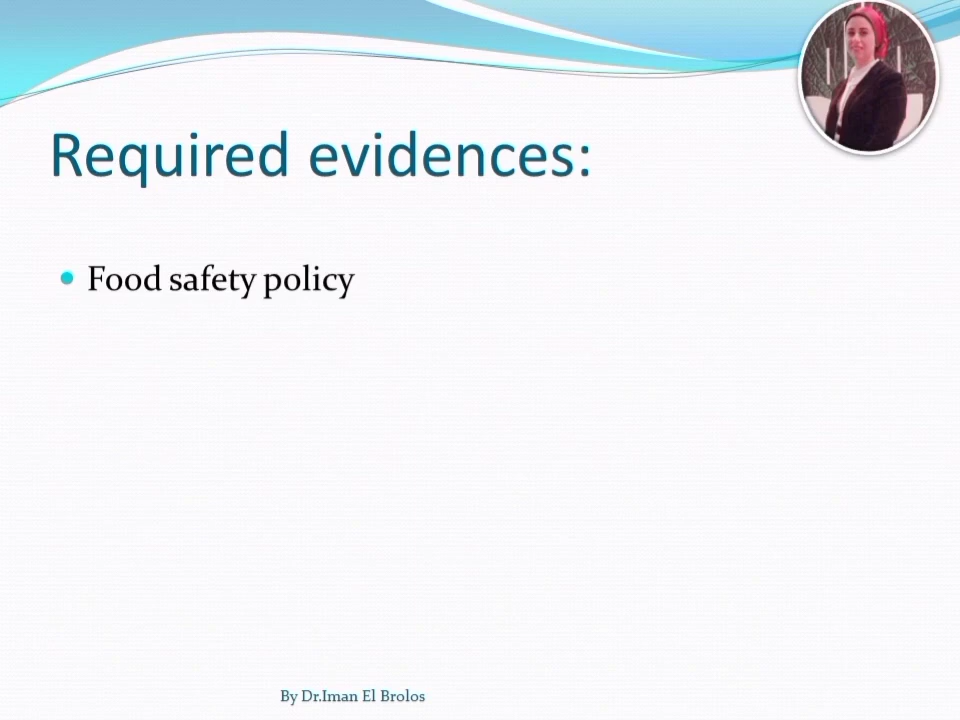 Required evidences:
Food safety policy
By Dr.Iman El Brolos